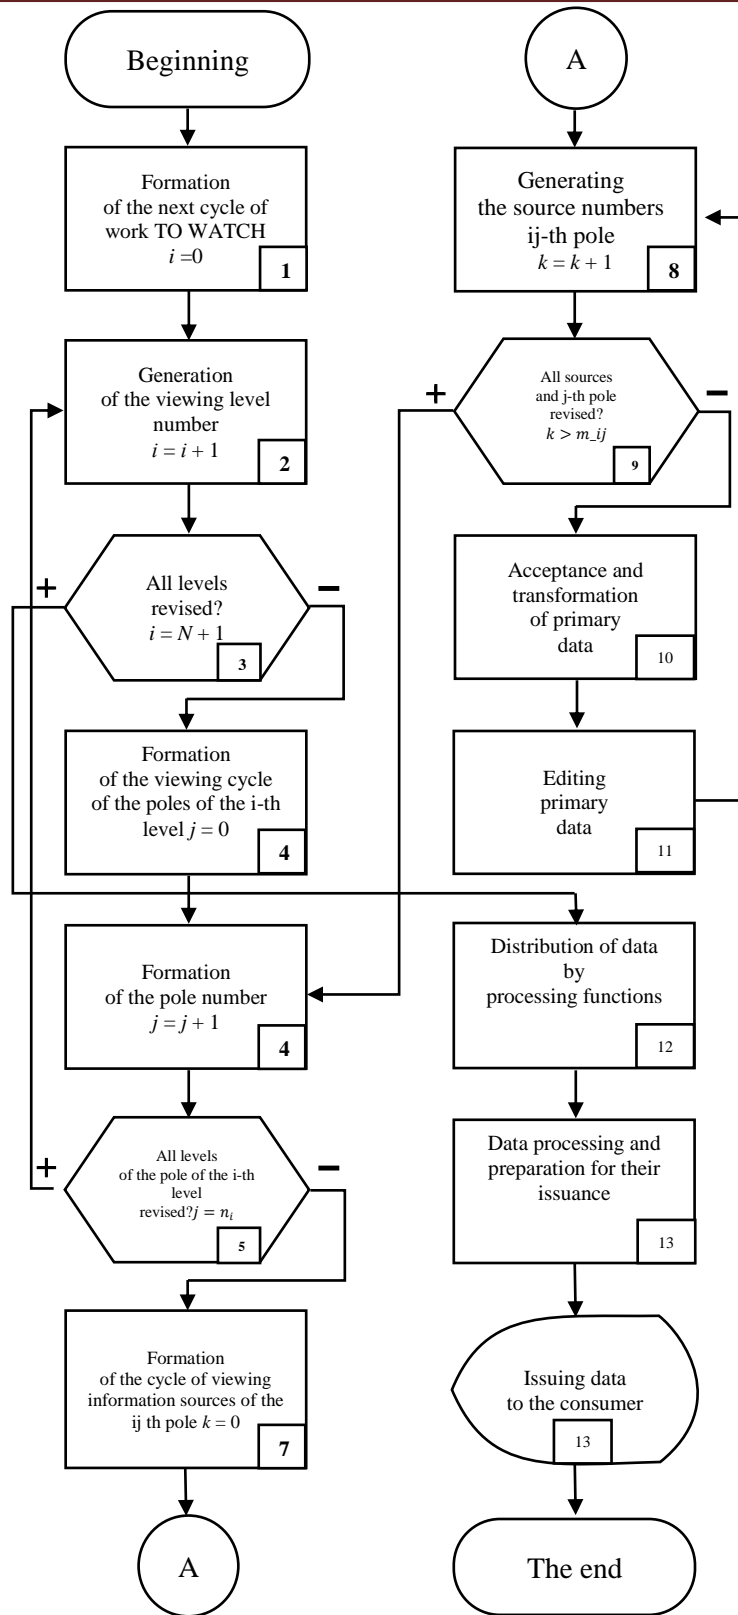 Beginning
Formation
of the next cycle of
work TO WATCH
i =0
1
Generation
of the viewing level
number
i = i + 1
2
+
−
All levels
revised?
i = N + 1
3
Formation
of the viewing cycle
of the poles of the i-th
level j = 0
4
Formation
of the pole number
j = j + 1
4
+
−
All levels
of the pole of the i-th
level
revised?j = nᵢ
5
Formation
of the cycle of viewing
information sources of the
ij th pole k = 0
7
A
A
Generating
the source numbers
ij-th pole
k = k + 1
8
+
−
All sources
and j-th pole
revised?
k > m_ij
9
Acceptance and
transformation
of primary
data
10
Editing
primary
data
11
Distribution of data
by
processing functions
12
Data processing and
preparation for their
issuance
13
Issuing data
to the consumer
13
The end